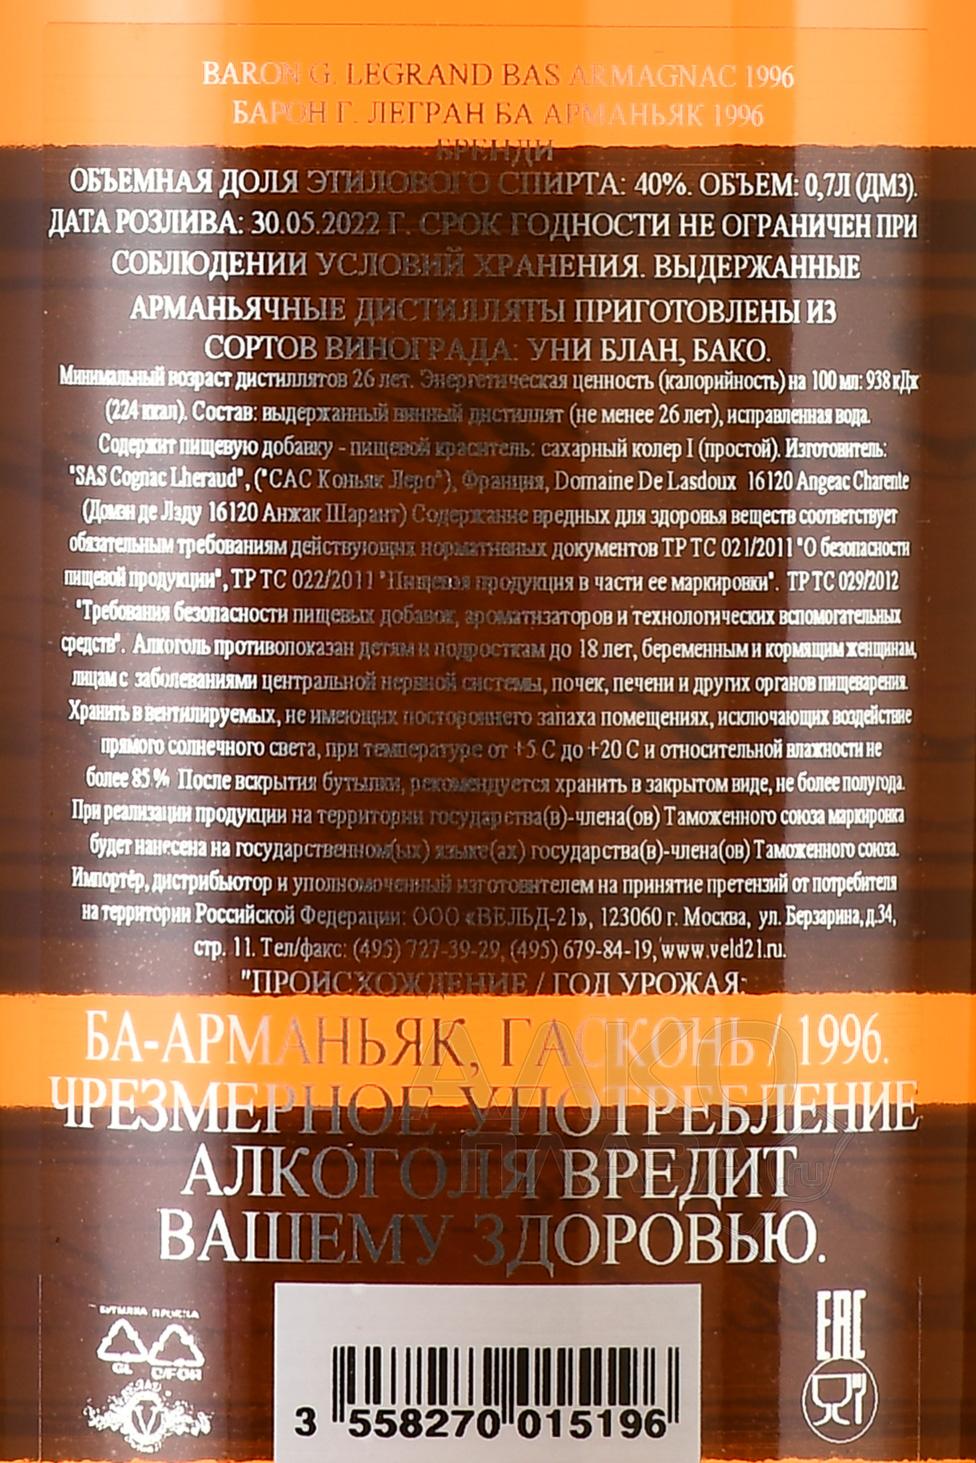 BARON G. LEGRAND BAS ARMAGNAC 1996
БАРОН Г. ЛЕГРАН БА АРМАНЬЯК 1996
БРЕНДИ
ОБЪЕМНАЯ ДОЛЯ ЭТИЛОВОГО СПИРТА: 40%. ОБЪЕМ: 0,7Л (ДМ3).
ДАТА РОЗЛИВА: 30.05.2022 Г. СРОК ГОДНОСТИ НЕ ОГРАНИЧЕН ПРИ
СОБЛЮДЕНИИ УСЛОВИЙ ХРАНЕНИЯ. ВЫДЕРЖАННЫЕ
АРМАНЬЯЧНЫЕ ДИСТИЛЛЯТЫ ПРИГОТОВЛЕНЫ ИЗ
СОРТОВ ВИНОГРАДА: УНИ БЛАН, БАКО.
Минимальный возраст дистиллятов 26 лет. Энергетическая ценность (калорийность) на 100 мл: 938 кДж
(224 ккал). Состав: выдержанный винный дистиллят (не менее 26 лет), исправленная вода.
Содержит пищевую добавку - пищевой краситель: сахарный колер I (простой). Изготовитель:
"SAS Cognac Lheraud", ("САС Коньяк Леро"), Франция, Domaine De Lasdoux 16120 Angeac Charente
(Домэн де Ладу 16120 Анжак Шарант) Содержание вредных для здоровья веществ соответствует
обязательным требованиям действующих нормативных документов ТР ТС 021/2011 "О безопасности
пищевой продукции", ТР ТС 022/2011 "Пищевая продукция в части ее маркировки". ТР ТС 029/2012
"Требования безопасности пищевых добавок, ароматизаторов и технологических вспомогательных
средств". Алкоголь противопоказан детям и подросткам до 18 лет, беременным и кормящим женщинам,
лицам с заболеваниями центральной нервной системы, почек, печени и других органов пищеварения.
Хранить в вентилируемых, не имеющих постороннего запаха помещениях, исключающих воздействие
прямого солнечного света, при температуре от +5 С до +20 С и относительной влажности не
более 85 % После вскрытия бутылки, рекомендуется хранить в закрытом виде, не более полугода.
При реализации продукции на территории государства(в)-члена(ов) Таможенного союза маркировка
будет нанесена на государственном(ых) языке(ах) государства(в)-члена(ов) Таможенного союза.
Импортёр, дистрибьютор и уполномоченный изготовителем на принятие претензий от потребителя
на территории Российской Федерации: ООО «ВЕЛЬД-21», 123060 г. Москва, ул. Берзарина, д.34,
стр. 11. Тел/факс: (495) 727-39-29, (495) 679-84-19, www.veld21.ru.
"ПРОИСХОЖДЕНИЕ / ГОД УРОЖАЯ:
БА-АРМАНЬЯК, ГАСКОНЬ / 1996.
ЧРЕЗМЕРНОЕ УПОТРЕБЛЕНИЕ
АЛКОГОЛЯ ВРЕДИТ
ВАШЕМУ ЗДОРОВЬЮ.
БУТЫЛКА ПРОБКА
GL C/FOR
EAC
3 558270 015196